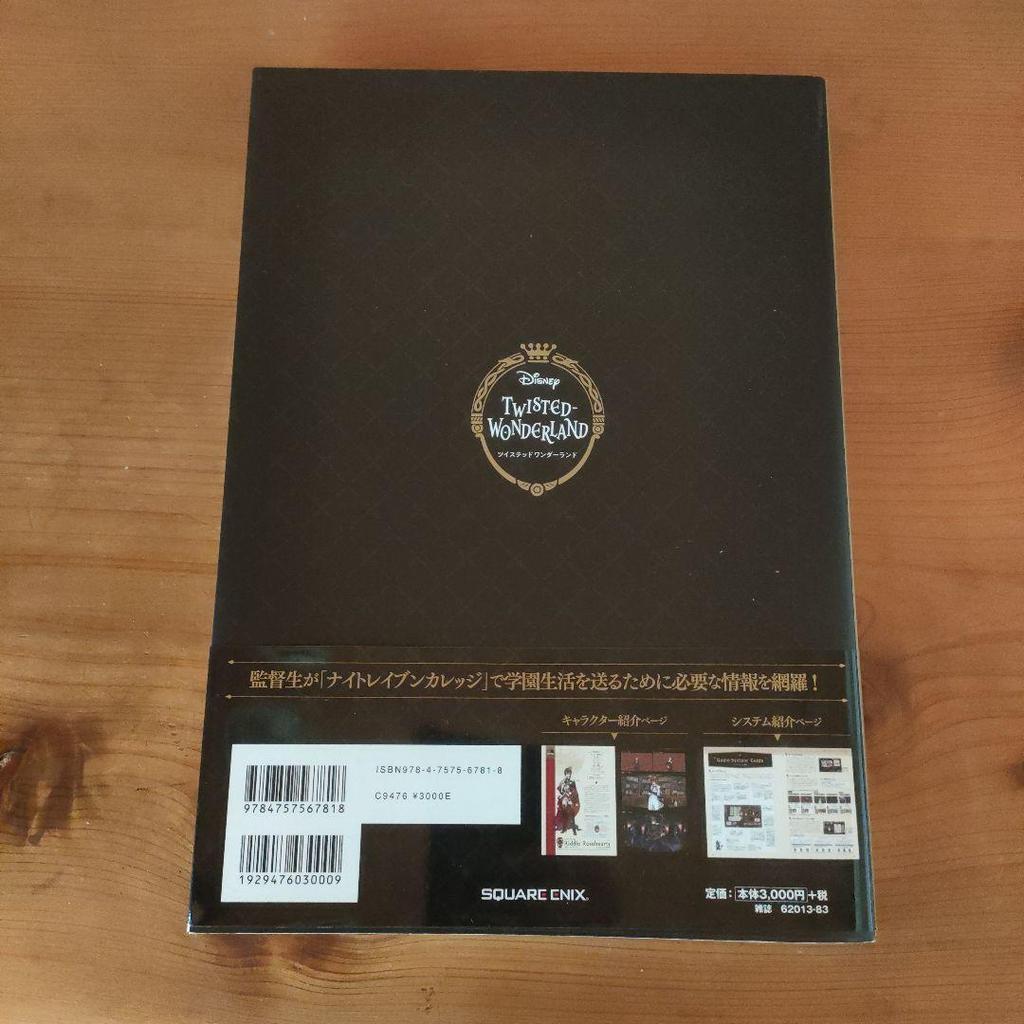 Disney
TWISTED-
WONDERLAND
ツイステッドワンダーランド
監督生が「ナイトレイブンカレッジ」で学園生活を送るために必要な情報を網羅!
キャラクター紹介ページ
システム紹介ページ
ISBN978-4-7575-6781-8
C9476 ¥3000E
9784757567818
1929476030009
Riddle Rosehearts
Game System Guide
SQUARE ENIX.
定価:本体3,000円+税
雑誌 62013-83